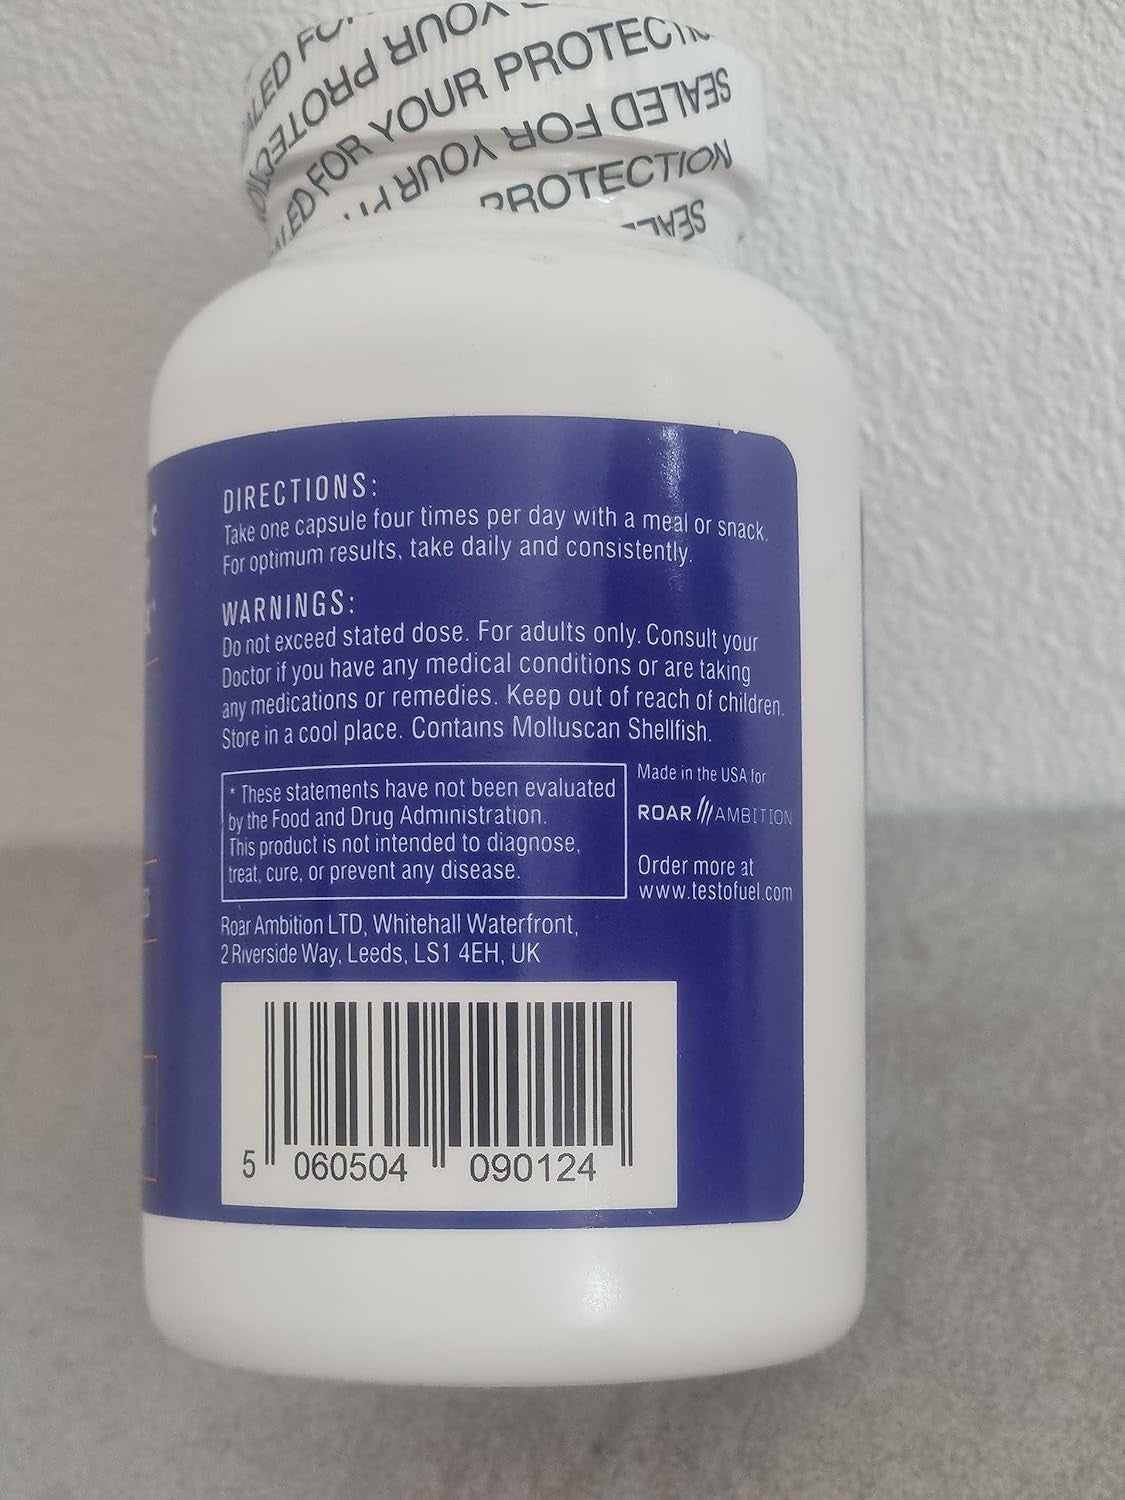 SEALED FOR
YOUR PROTECTION
SEALED FOR YOUR PROTECTION
YOUR
SEALED FOR
PROTECTION
DIRECTIONS:
Take one capsule four times per day with a meal or snack.
For optimum results, take daily and consistently.
WARNINGS:
Do not exceed stated dose. For adults only. Consult your
Doctor if you have any medical conditions or are taking
any medications or remedies. Keep out of reach of children.
Store in a cool place. Contains Molluscan Shellfish.
* These statements have not been evaluated
by the Food and Drug Administration.
This product is not intended to diagnose,
treat, cure, or prevent any disease.
Made in the USA for
ROAR AMBITION
Order more at
www.testofuel.com
Roar Ambition LTD, Whitehall Waterfront,
2 Riverside Way, Leeds, LS1 4EH, UK
5 060504 090124